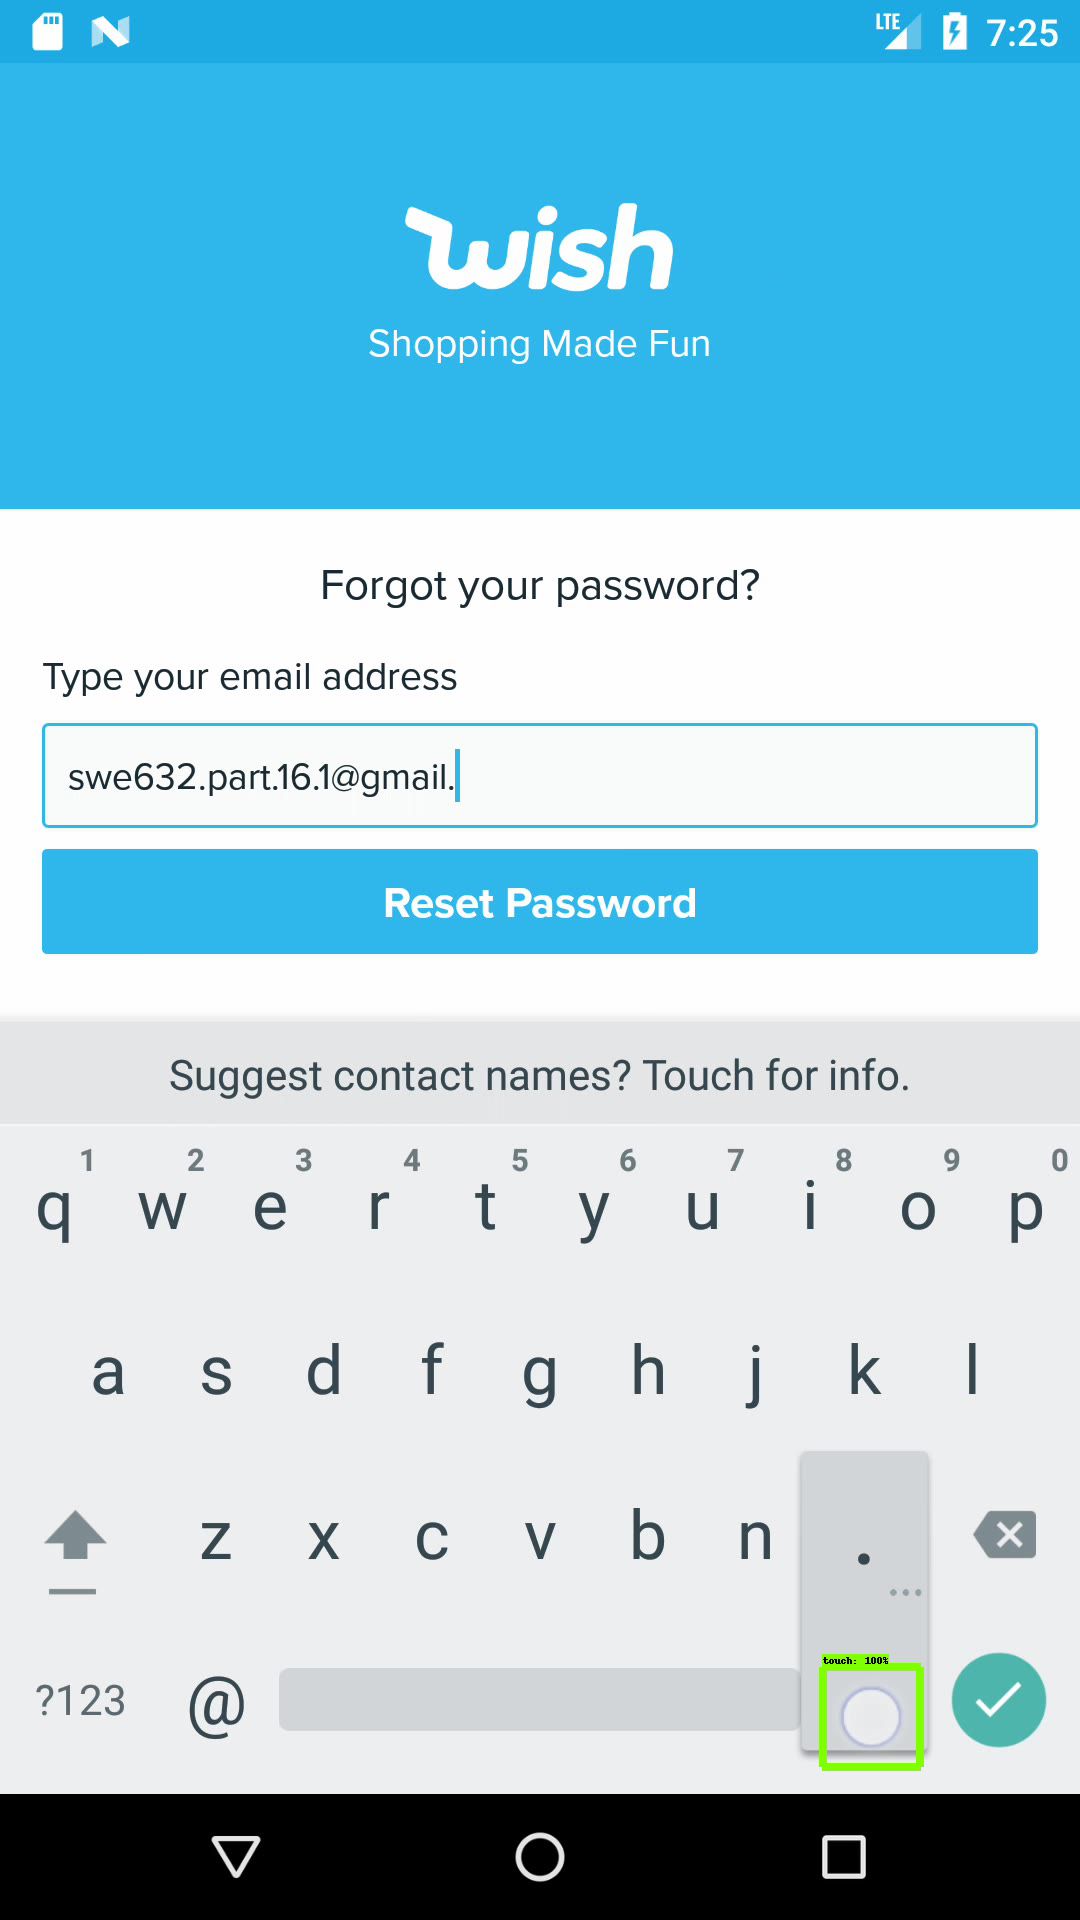 LTE 7:25
wish
Shopping Made Fun
Forgot your password?
Type your email address
swe632.part.16.1@gmail.
Reset Password
Suggest contact names? Touch for info.
1 2 3 4 5 6 7 8 9 0
q w e r t y u i o p
a s d f g h j k l
z x c v b n .
touch: 100%
?123 @